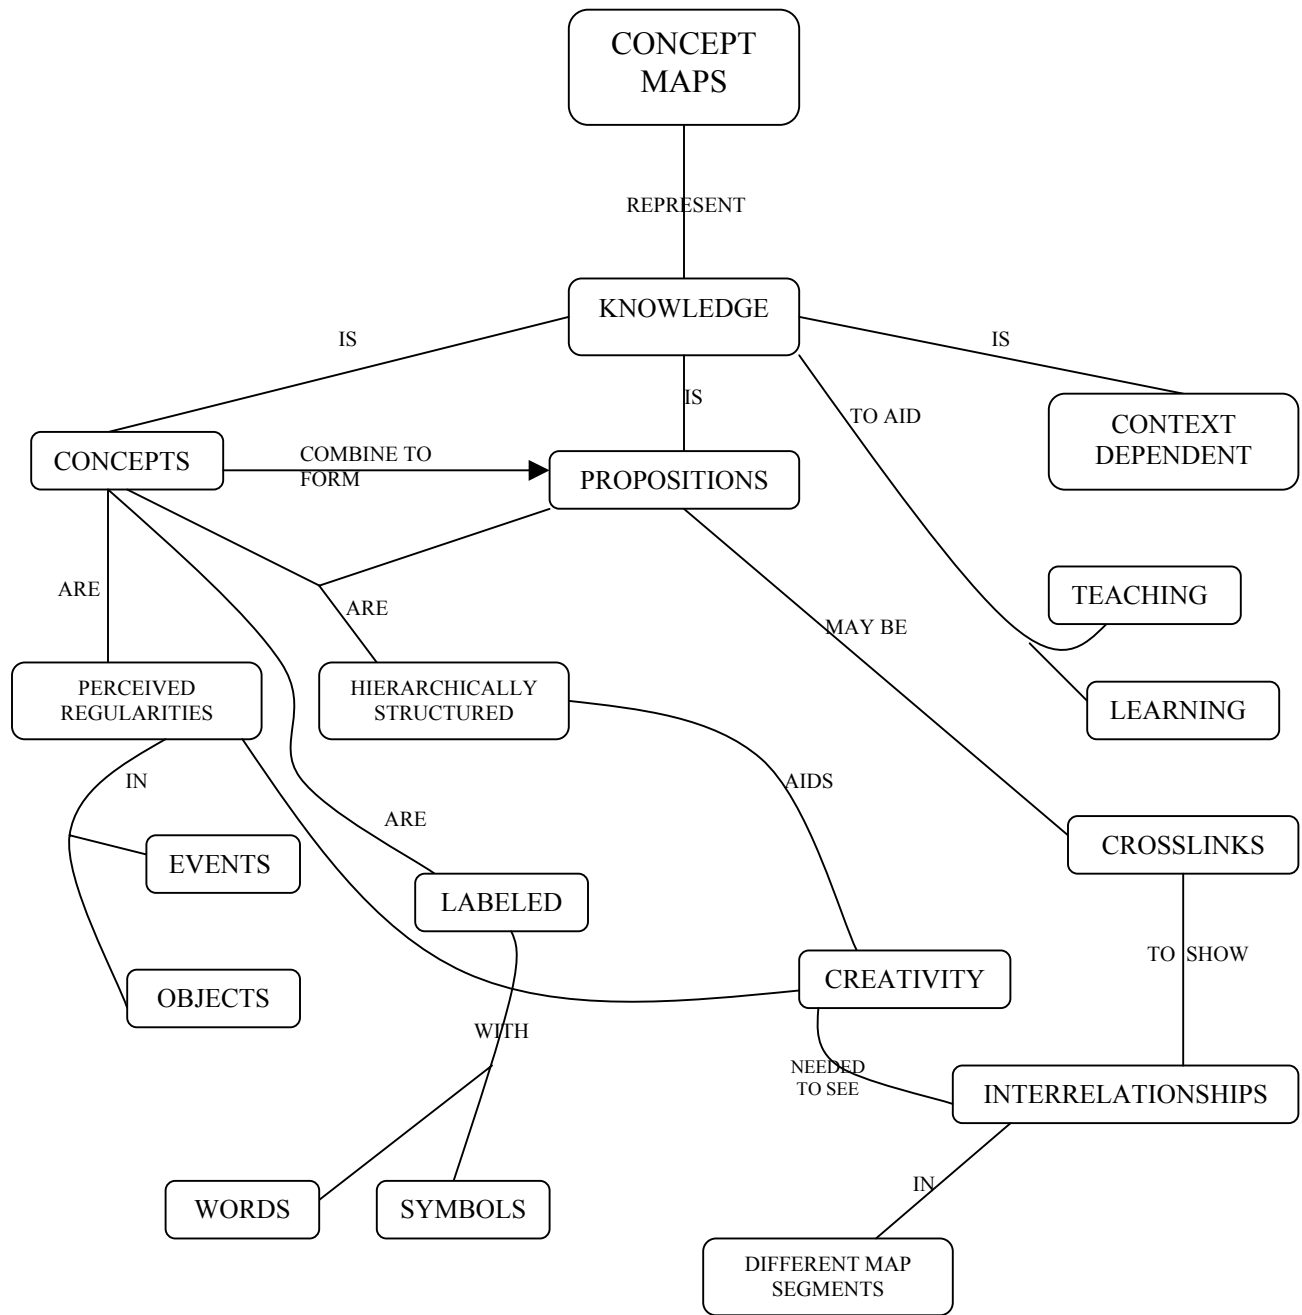 CONCEPT
MAPS
REPRESENT
KNOWLEDGE
IS
IS
IS
TO AID
CONTEXT
DEPENDENT
CONCEPTS
COMBINE TO
FORM
PROPOSITIONS
ARE
ARE
MAY BE
TEACHING
LEARNING
PERCEIVED
REGULARITIES
HIERARCHICALLY
STRUCTURED
IN
AIDS
ARE
EVENTS
CROSSLINKS
LABELED
OBJECTS
CREATIVITY
TO SHOW
WITH
NEEDED
TO SEE
INTERRELATIONSHIPS
WORDS
SYMBOLS
IN
DIFFERENT MAP
SEGMENTS